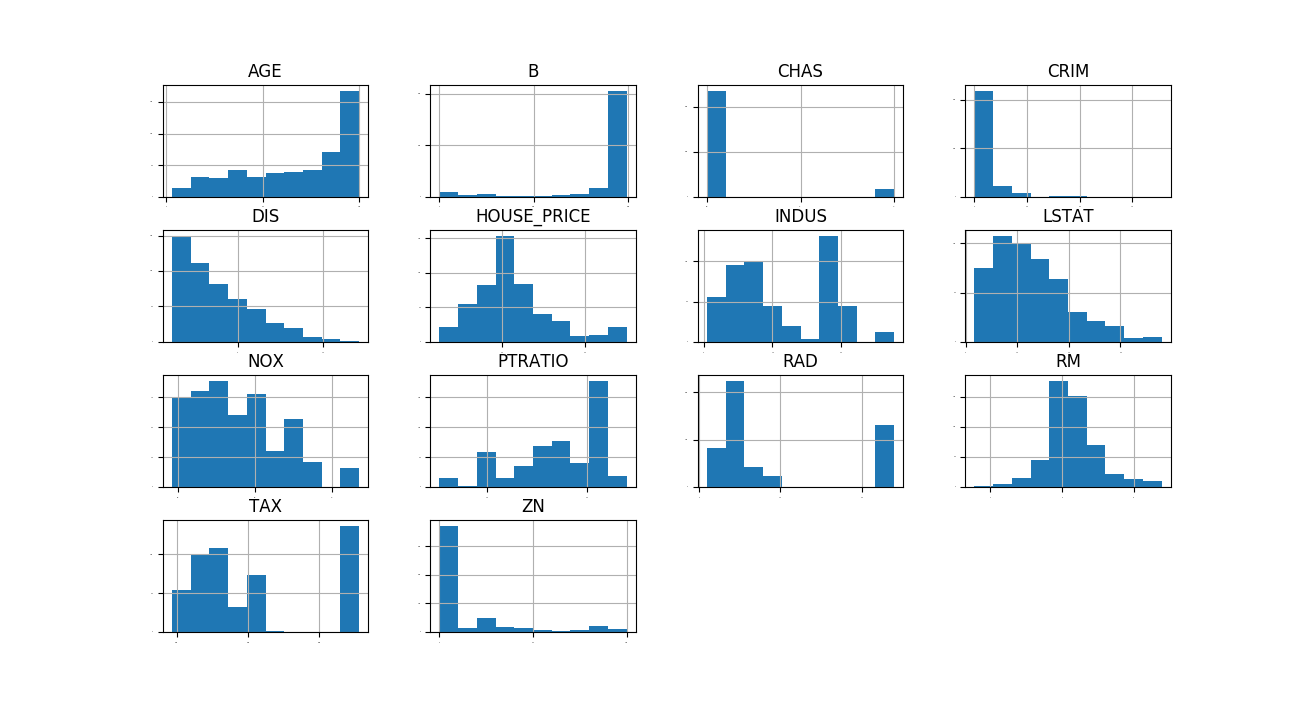 AGE
B
CHAS
CRIM
DIS
HOUSE_PRICE
INDUS
LSTAT
NOX
PTRATIO
RAD
RM
TAX
ZN